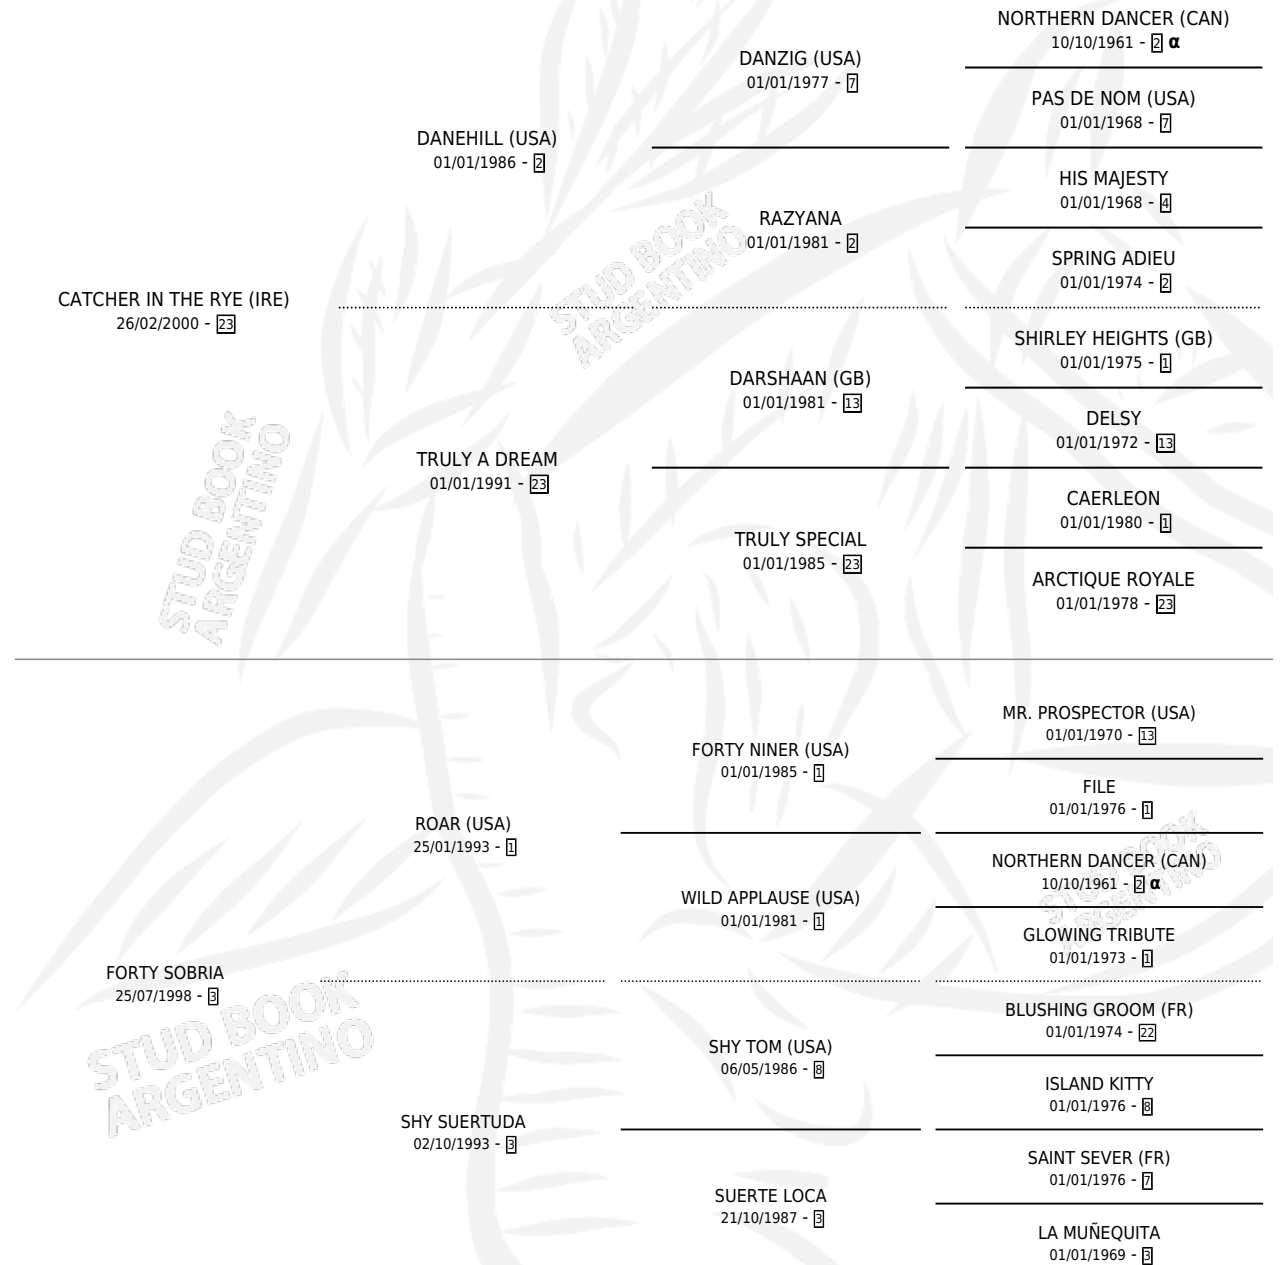 NORTHERN DANCER (CAN)
10/10/1961 - 2 α
DANZIG (USA)
01/01/1977 - 7
PAS DE NOM (USA)
01/01/1968 - 7
DANEHILL (USA)
01/01/1986 - 2
HIS MAJESTY
01/01/1968 - 4
RAZYANA
01/01/1981 - 2
SPRING ADIEU
01/01/1974 - 2
CATCHER IN THE RYE (IRE)
26/02/2000 - 23
SHIRLEY HEIGHTS (GB)
01/01/1975 - 1
DARSHAAN (GB)
01/01/1981 - 13
DELSY
01/01/1972 - 13
TRULY A DREAM
01/01/1991 - 23
CAERLEON
01/01/1980 - 1
TRULY SPECIAL
01/01/1985 - 23
ARCTIQUE ROYALE
01/01/1978 - 23
MR. PROSPECTOR (USA)
01/01/1970 - 13
FORTY NINER (USA)
01/01/1985 - 1
FILE
01/01/1976 - 1
ROAR (USA)
25/01/1993 - 1
NORTHERN DANCER (CAN)
10/10/1961 - 2 α
WILD APPLAUSE (USA)
01/01/1981 - 1
GLOWING TRIBUTE
01/01/1973 - 1
FORTY SOBRIA
25/07/1998 - 3
BLUSHING GROOM (FR)
01/01/1974 - 22
SHY TOM (USA)
06/05/1986 - 8
ISLAND KITTY
01/01/1976 - 8
SHY SUERTUDA
02/10/1993 - 3
SAINT SEVER (FR)
01/01/1976 - 7
SUERTE LOCA
21/10/1987 - 3
LA MUÑEQUITA
01/01/1969 - 3
STUD BOOK
ARGENTINO
STUD BOOK
ARGENTINO
STUD BOOK
ARGENTINO
STUD BOOK
ARGENTINO